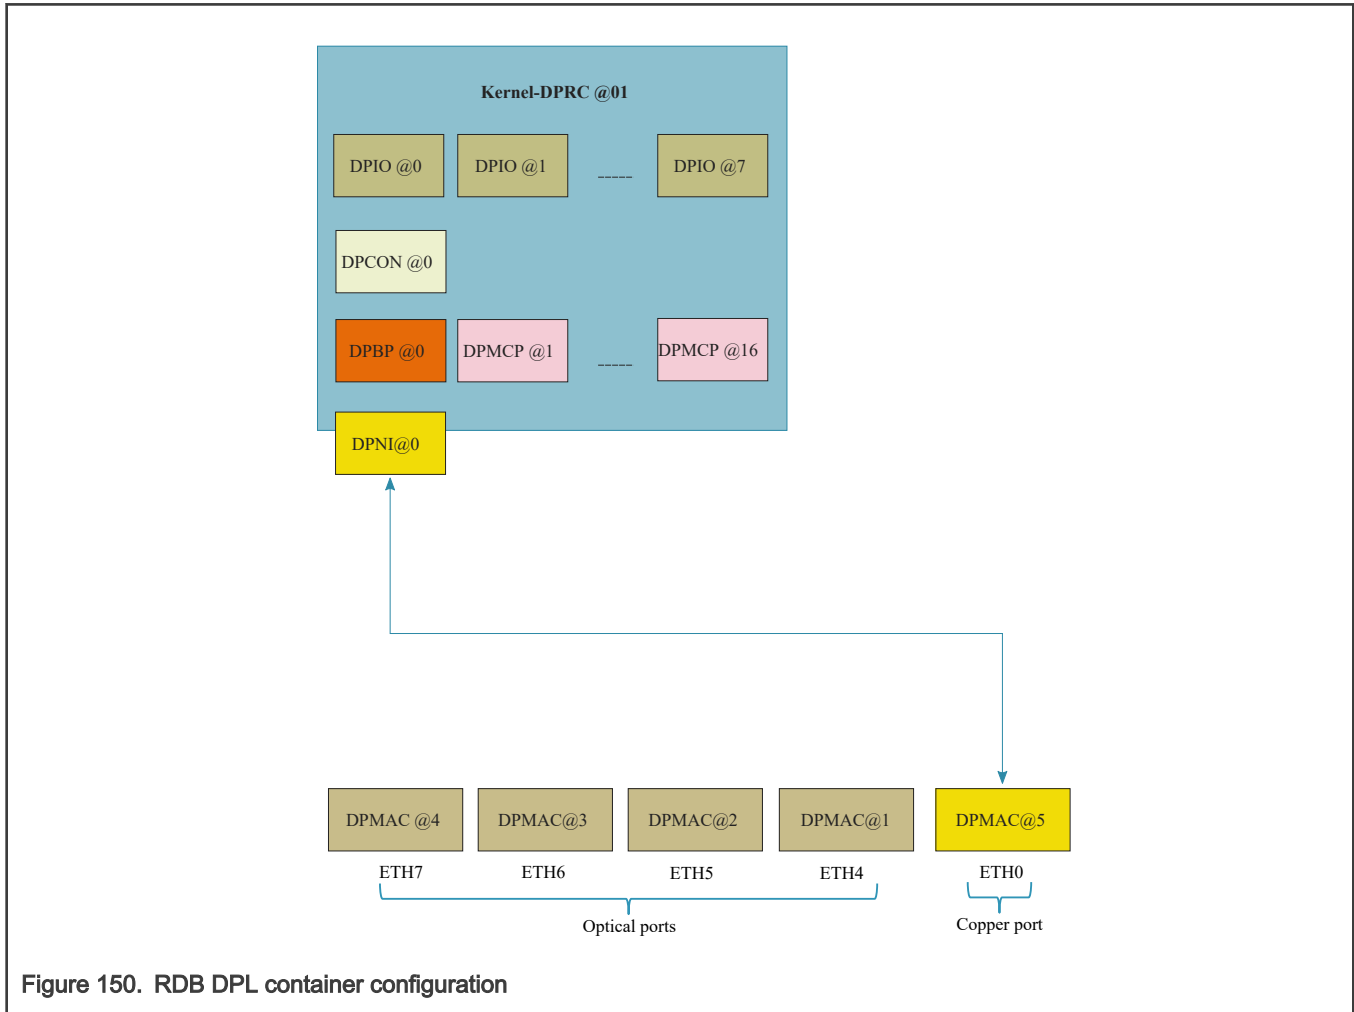 Kernel-DPRC @01
DPIO @0 DPIO @1 ----- DPIO @7
DPCON @0
DPBP @0 DPMCP @1 ----- DPMCP @16
DPNI@0
DPMAC @4 DPMAC@3 DPMAC@2 DPMAC@1 DPMAC@5
ETH7 ETH6 ETH5 ETH4 ETH0
Optical ports Copper port
Figure 150. RDB DPL container configuration